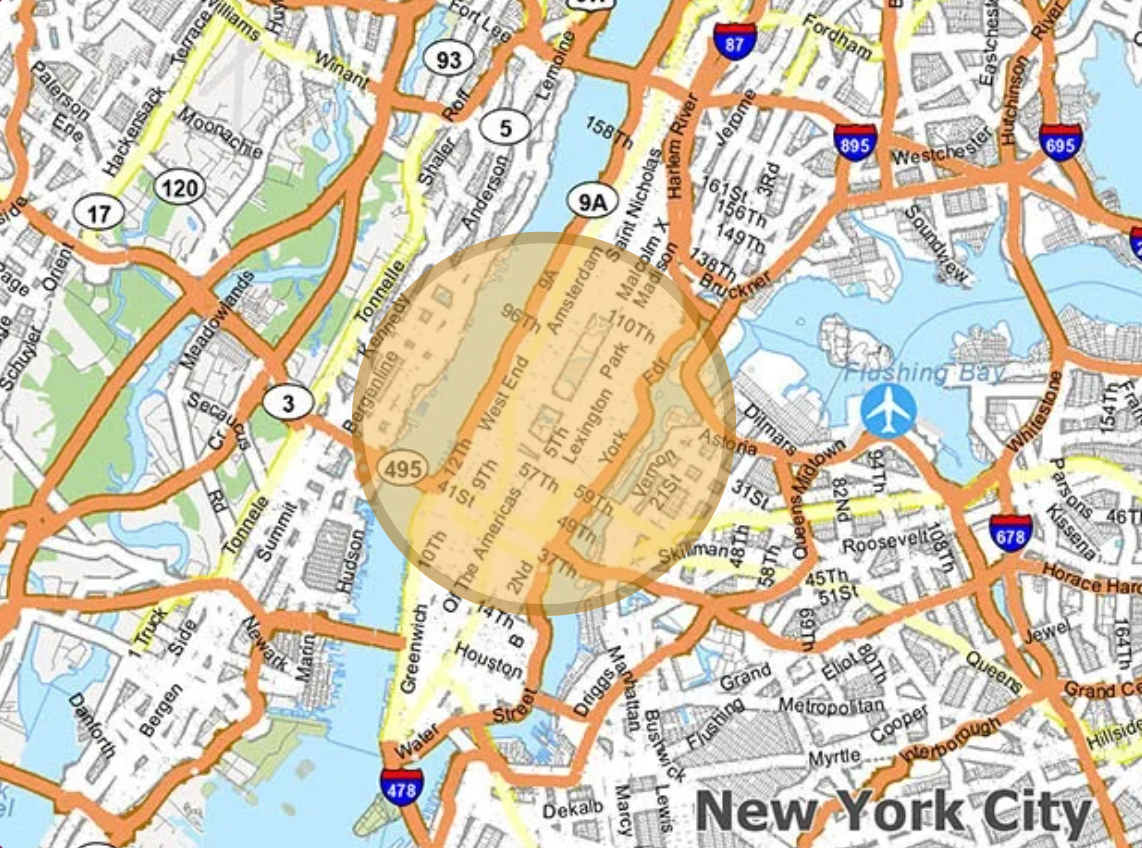 Williams
Terrace
Fort Lee
93
Winant
Lemoine
87
Fordham
River
Paterson
Ene
Hackensack
Moonachie
Roff
5
158Th
Harlem River
Jerome
895
Westchester
Hutchinson
695
120
17
Shaler
Anderson
9A
Saint Nicholas
161St
3Rd
156Th
149Th
138Th
Malcolm X
Madison
Bruckner
Soundview
Orient
Page
Schuyler
Meadowlands
Tonnelle
Kennedy
Bergenline
9A
Amsterdam
96Th
110Th
West End
Park
Lexington
Fdr
Flushing Bay
Secaucus
3
Cr
Rd
495
12th
41St
9Th
5Th
57Th
York
59Th
49Th
37Th
Vernon
21St
Astoria
Dilmars
31St
Midlown
94Th
82Nd
Whitestone
154Th
Parsons
Kissena
678
Tonnelle
Summit
Hudson
10Th
Of The Americas
2Nd
14Th
Skillman
48Th
58Th
Queens
Roosevelt
108Th
45Th
51St
69Th
Horace Hard
Jewel
164Th
1 Truck
Side
Newark
Marin
Greenwich
B
Houston
Eliot
80Th
Queens
Grand
Grand Ce
Danforth
Bergen
Water
Street
Driggs
Manhattan
Bushwick
Flushing
Metropolitan
Cooper
Myrtle
Interborough
Hillside
478
Dekalb
Marcy
Lewis
New York City